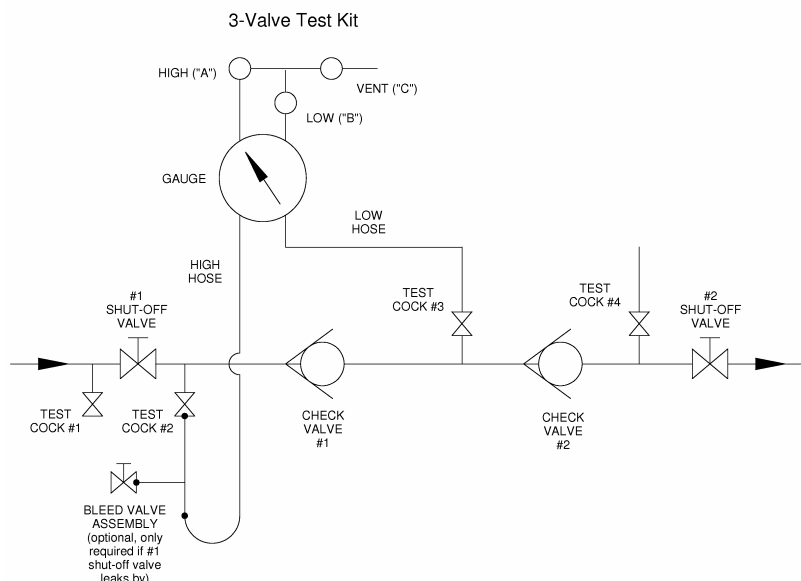 3-Valve Test Kit
HIGH ("A")
VENT ("C")
LOW ("B")
GAUGE
LOW
HOSE
HIGH
HOSE
#1
SHUT-OFF
VALVE
TEST
COCK #3
TEST
COCK #4
#2
SHUT-OFF
VALVE
TEST
COCK #1
TEST
COCK #2
CHECK
VALVE
#1
CHECK
VALVE
#2
BLEED VALVE
ASSEMBLY
(optional, only
required if #1
shut-off valve
leaks by)